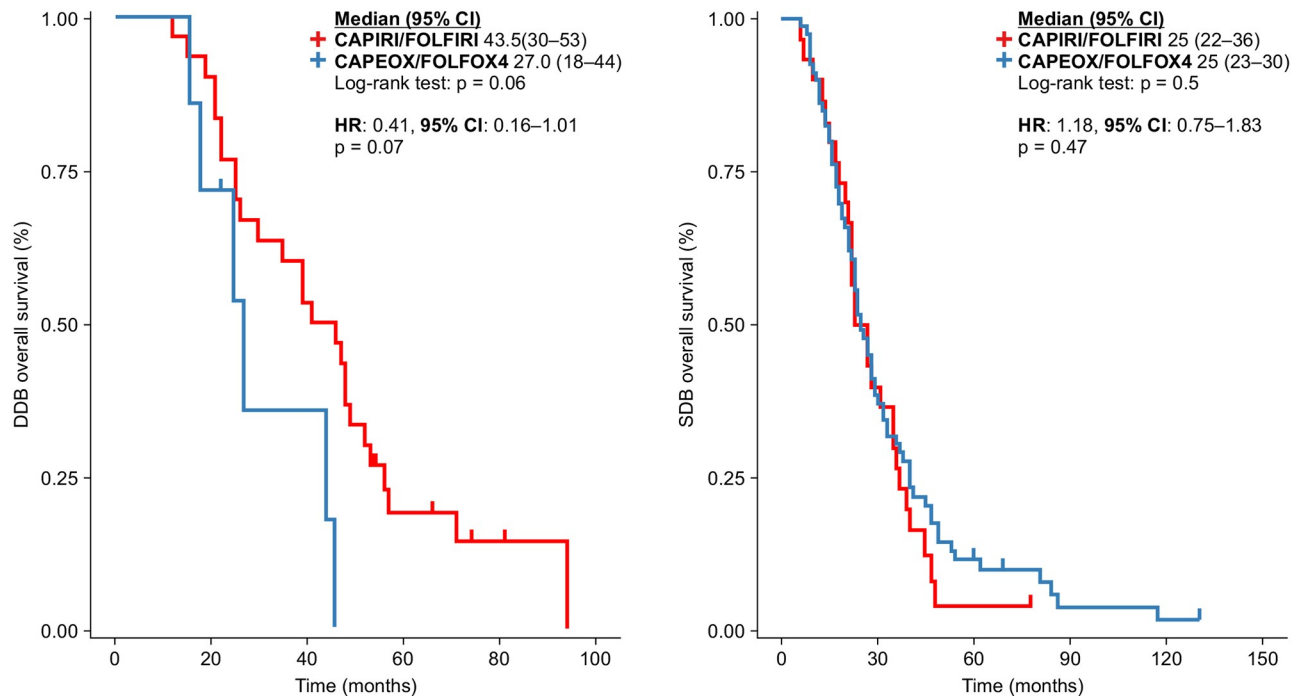 Median (95% CI)
CAPIRI/FOLFIRI 43.5(30–53)
CAPEOX/FOLFOX4 27.0 (18–44)
Log-rank test: p = 0.06
HR: 0.41, 95% CI: 0.16–1.01
p = 0.07
1.00
0.75
0.50
0.25
0.00
DDB overall survival (%)
0 20 40 60 80 100
Time (months)
Median (95% CI)
CAPIRI/FOLFIRI 25 (22–36)
CAPEOX/FOLFOX4 25 (23–30)
Log-rank test: p = 0.5
HR: 1.18, 95% CI: 0.75–1.83
p = 0.47
1.00
0.75
0.50
0.25
0.00
SDB overall survival (%)
0 30 60 90 120 150
Time (months)